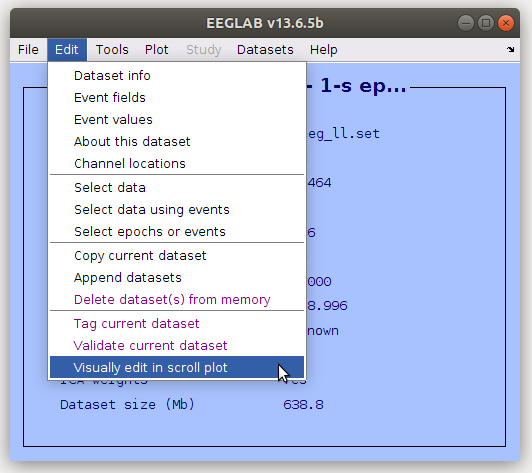 EEGLAB v13.6.5b
File Edit Tools Plot Study Datasets Help
- 1-s ep...
Dataset info
Event fields
Event values
About this dataset
eg_ll.set
Channel locations
Select data
464
Select data using events
Select epochs or events
6
Copy current dataset
Append datasets
000
Delete dataset(s) from memory
8.996
Tag current dataset
nown
Validate current dataset
Visually edit in scroll plot
ICA weights
Dataset size (Mb) 638.8